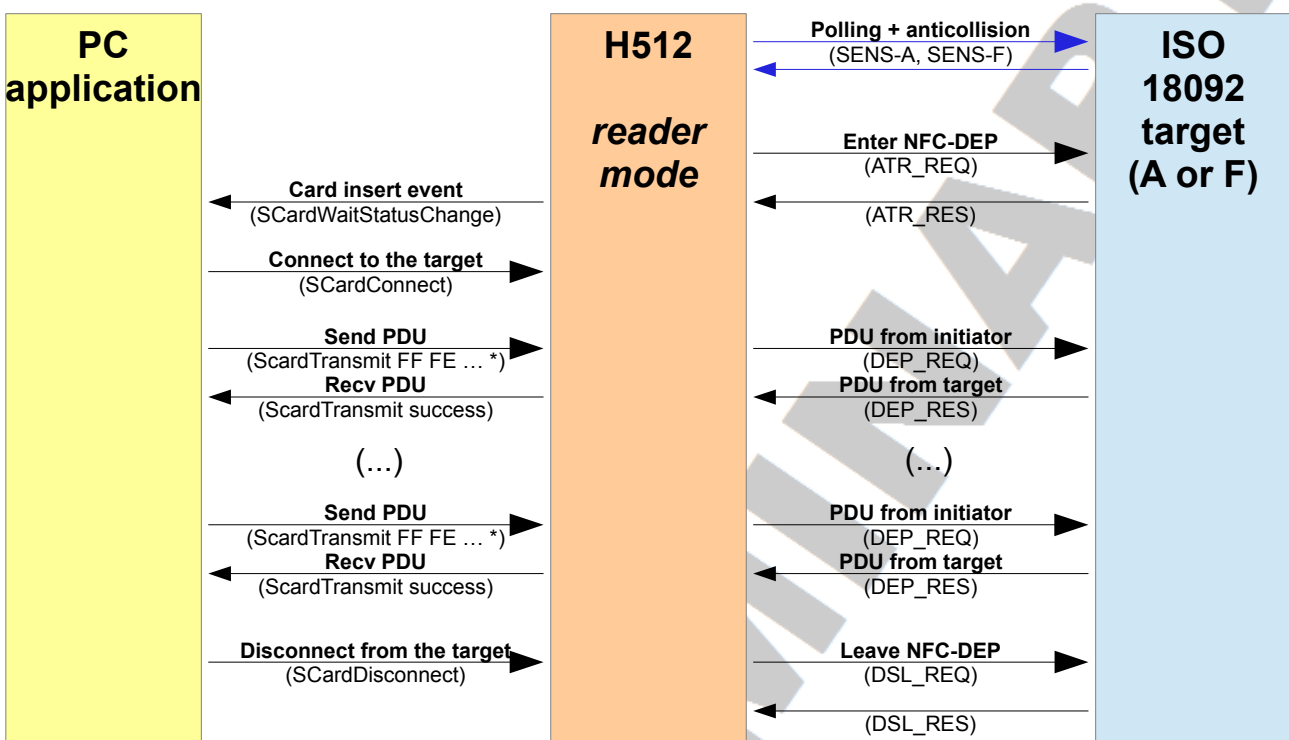 PC
application
H512
reader
mode
ISO
18092
target
(A or F)
Polling + anticollision
(SENS-A, SENS-F)
Enter NFC-DEP
(ATR_REQ)
Card insert event
(SCardWaitStatusChange)
(ATR_RES)
Connect to the target
(SCardConnect)
Send PDU
(ScardTransmit FF FE … *)
PDU from initiator
(DEP_REQ)
Recv PDU
(ScardTransmit success)
PDU from target
(DEP_RES)
(...)
(...)
Send PDU
(ScardTransmit FF FE … *)
PDU from initiator
(DEP_REQ)
Recv PDU
(ScardTransmit success)
PDU from target
(DEP_RES)
Disconnect from the target
(SCardDisconnect)
Leave NFC-DEP
(DSL_REQ)
(DSL_RES)